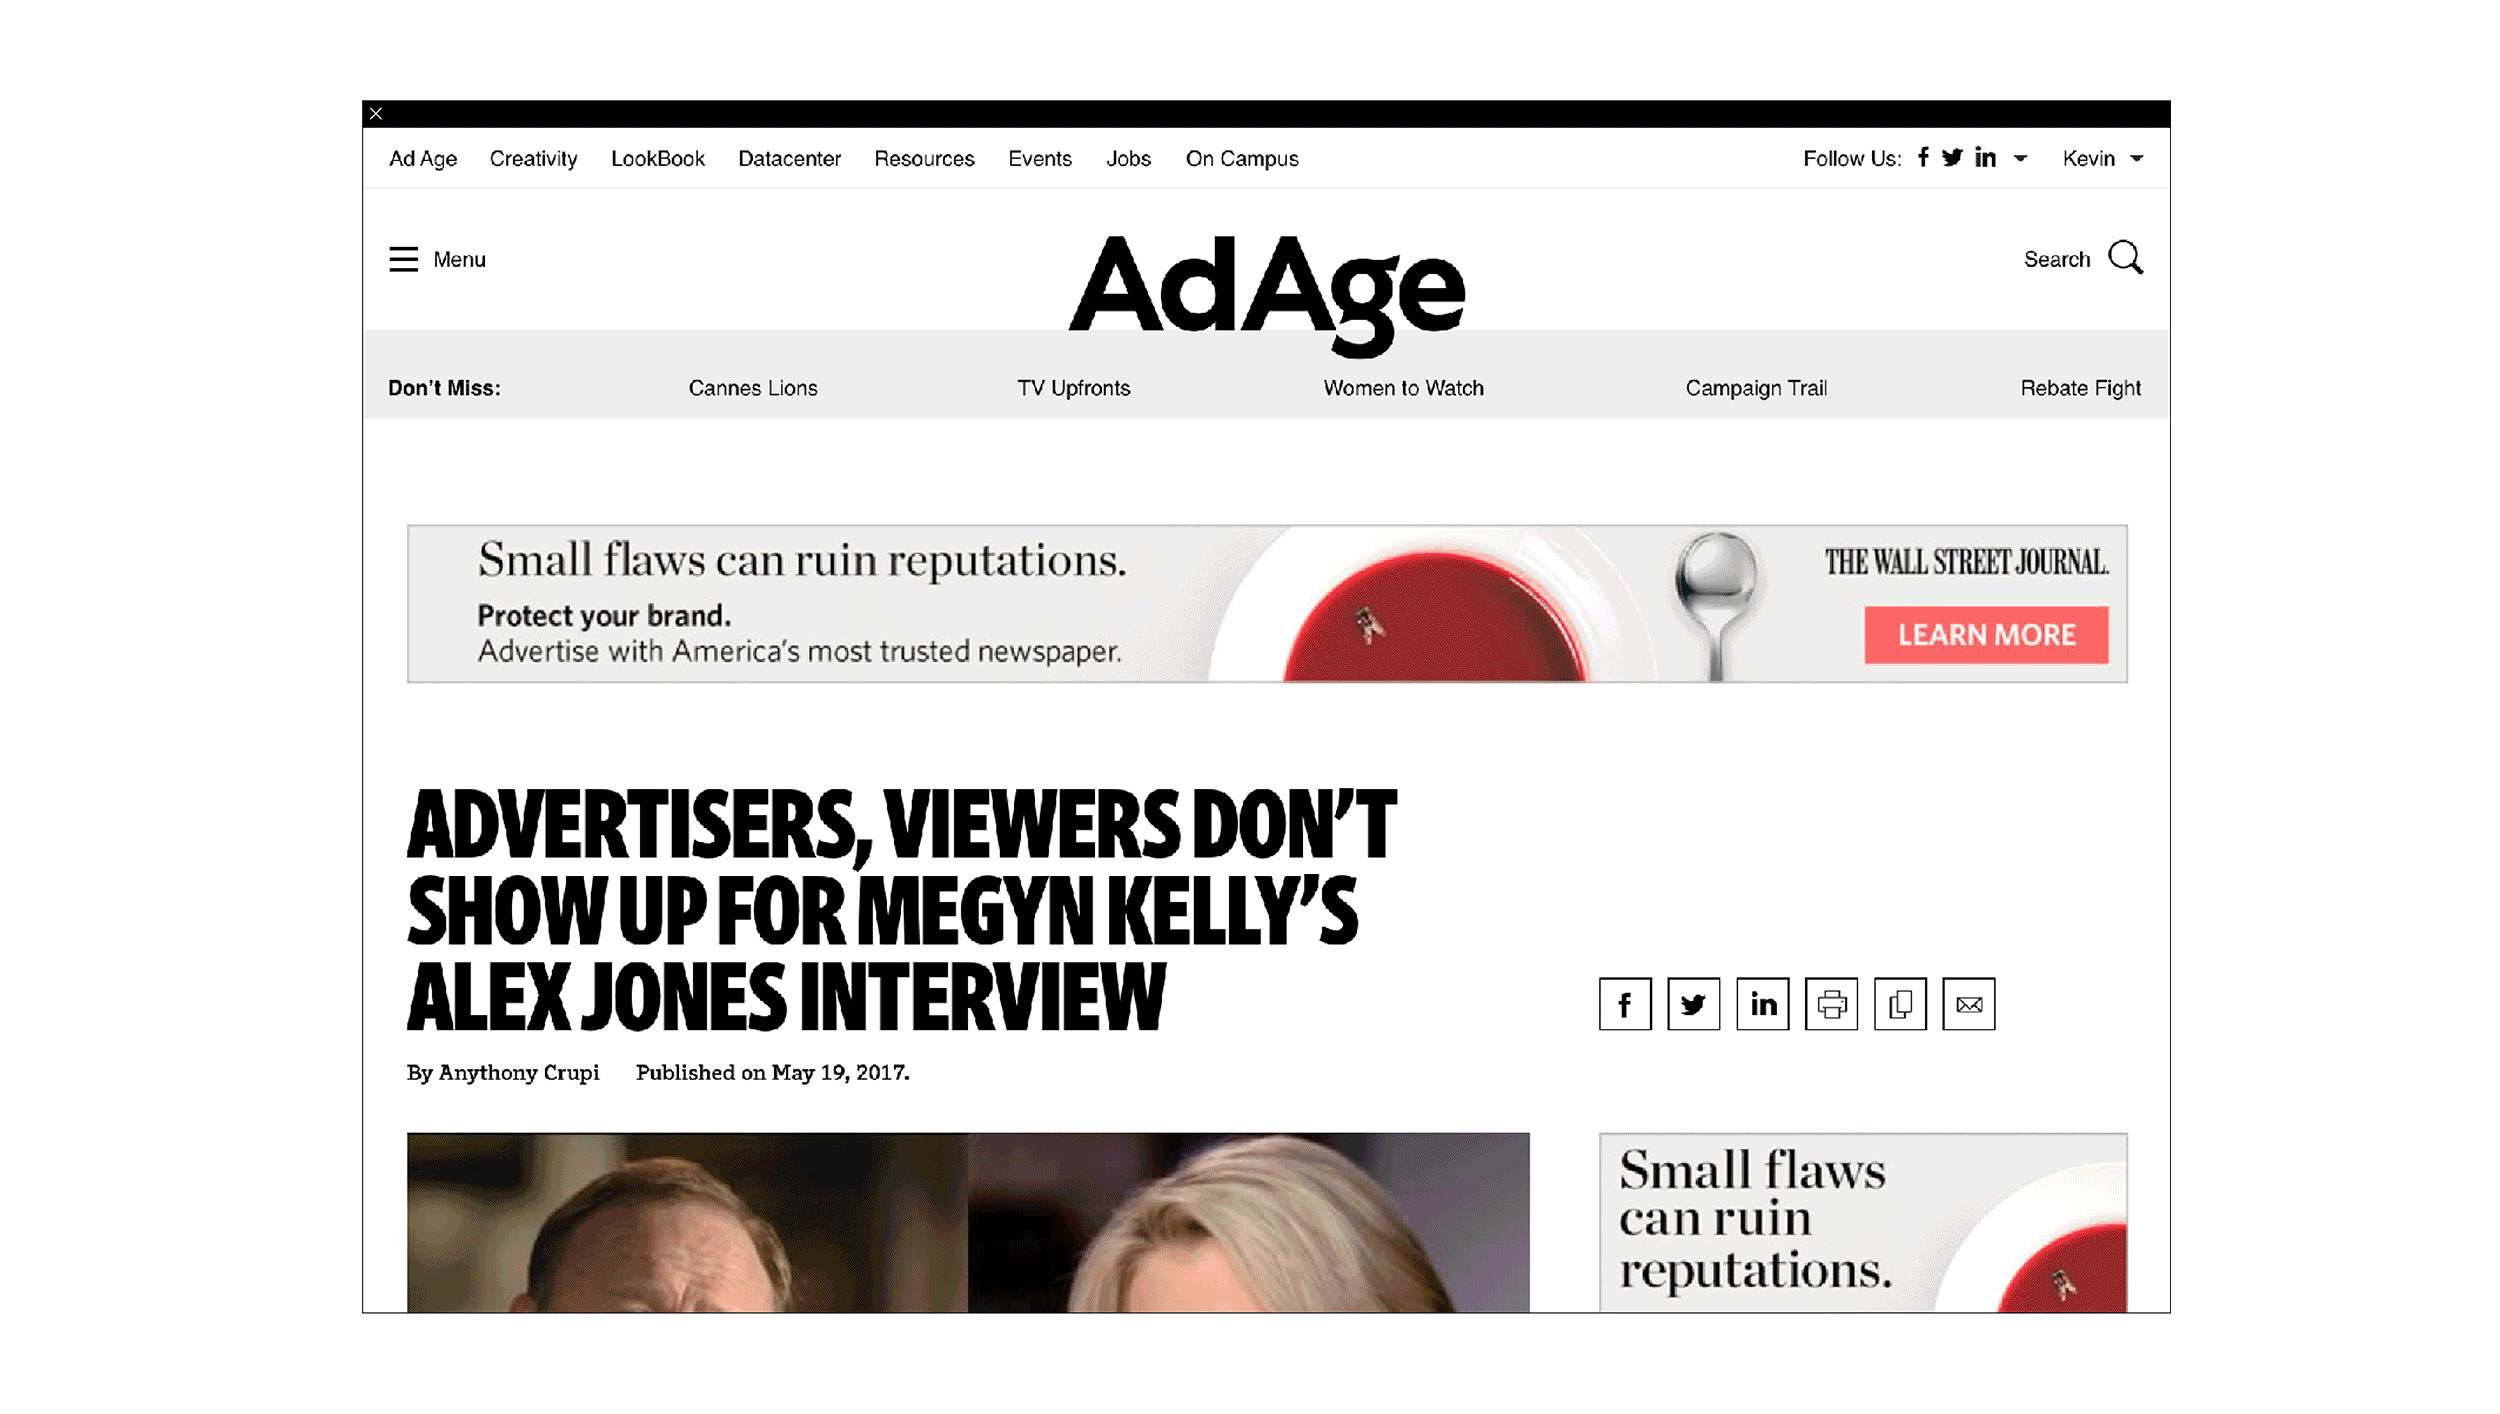 Ad Age Creativity LookBook Datacenter Resources Events Jobs On Campus Follow Us: Kevin
Menu AdAge Search
Don't Miss: Cannes Lions TV Upfronts Women to Watch Campaign Trail Rebate Fight
Small flaws can ruin reputations.
Protect your brand.
Advertise with America's most trusted newspaper.
THE WALL STREET JOURNAL.
LEARN MORE
ADVERTISERS, VIEWERS DON'T
SHOW UP FOR MEGYN KELLY'S
ALEX JONES INTERVIEW
By Anythony Crupi Published on May 19, 2017.
Small flaws
can ruin
reputations.